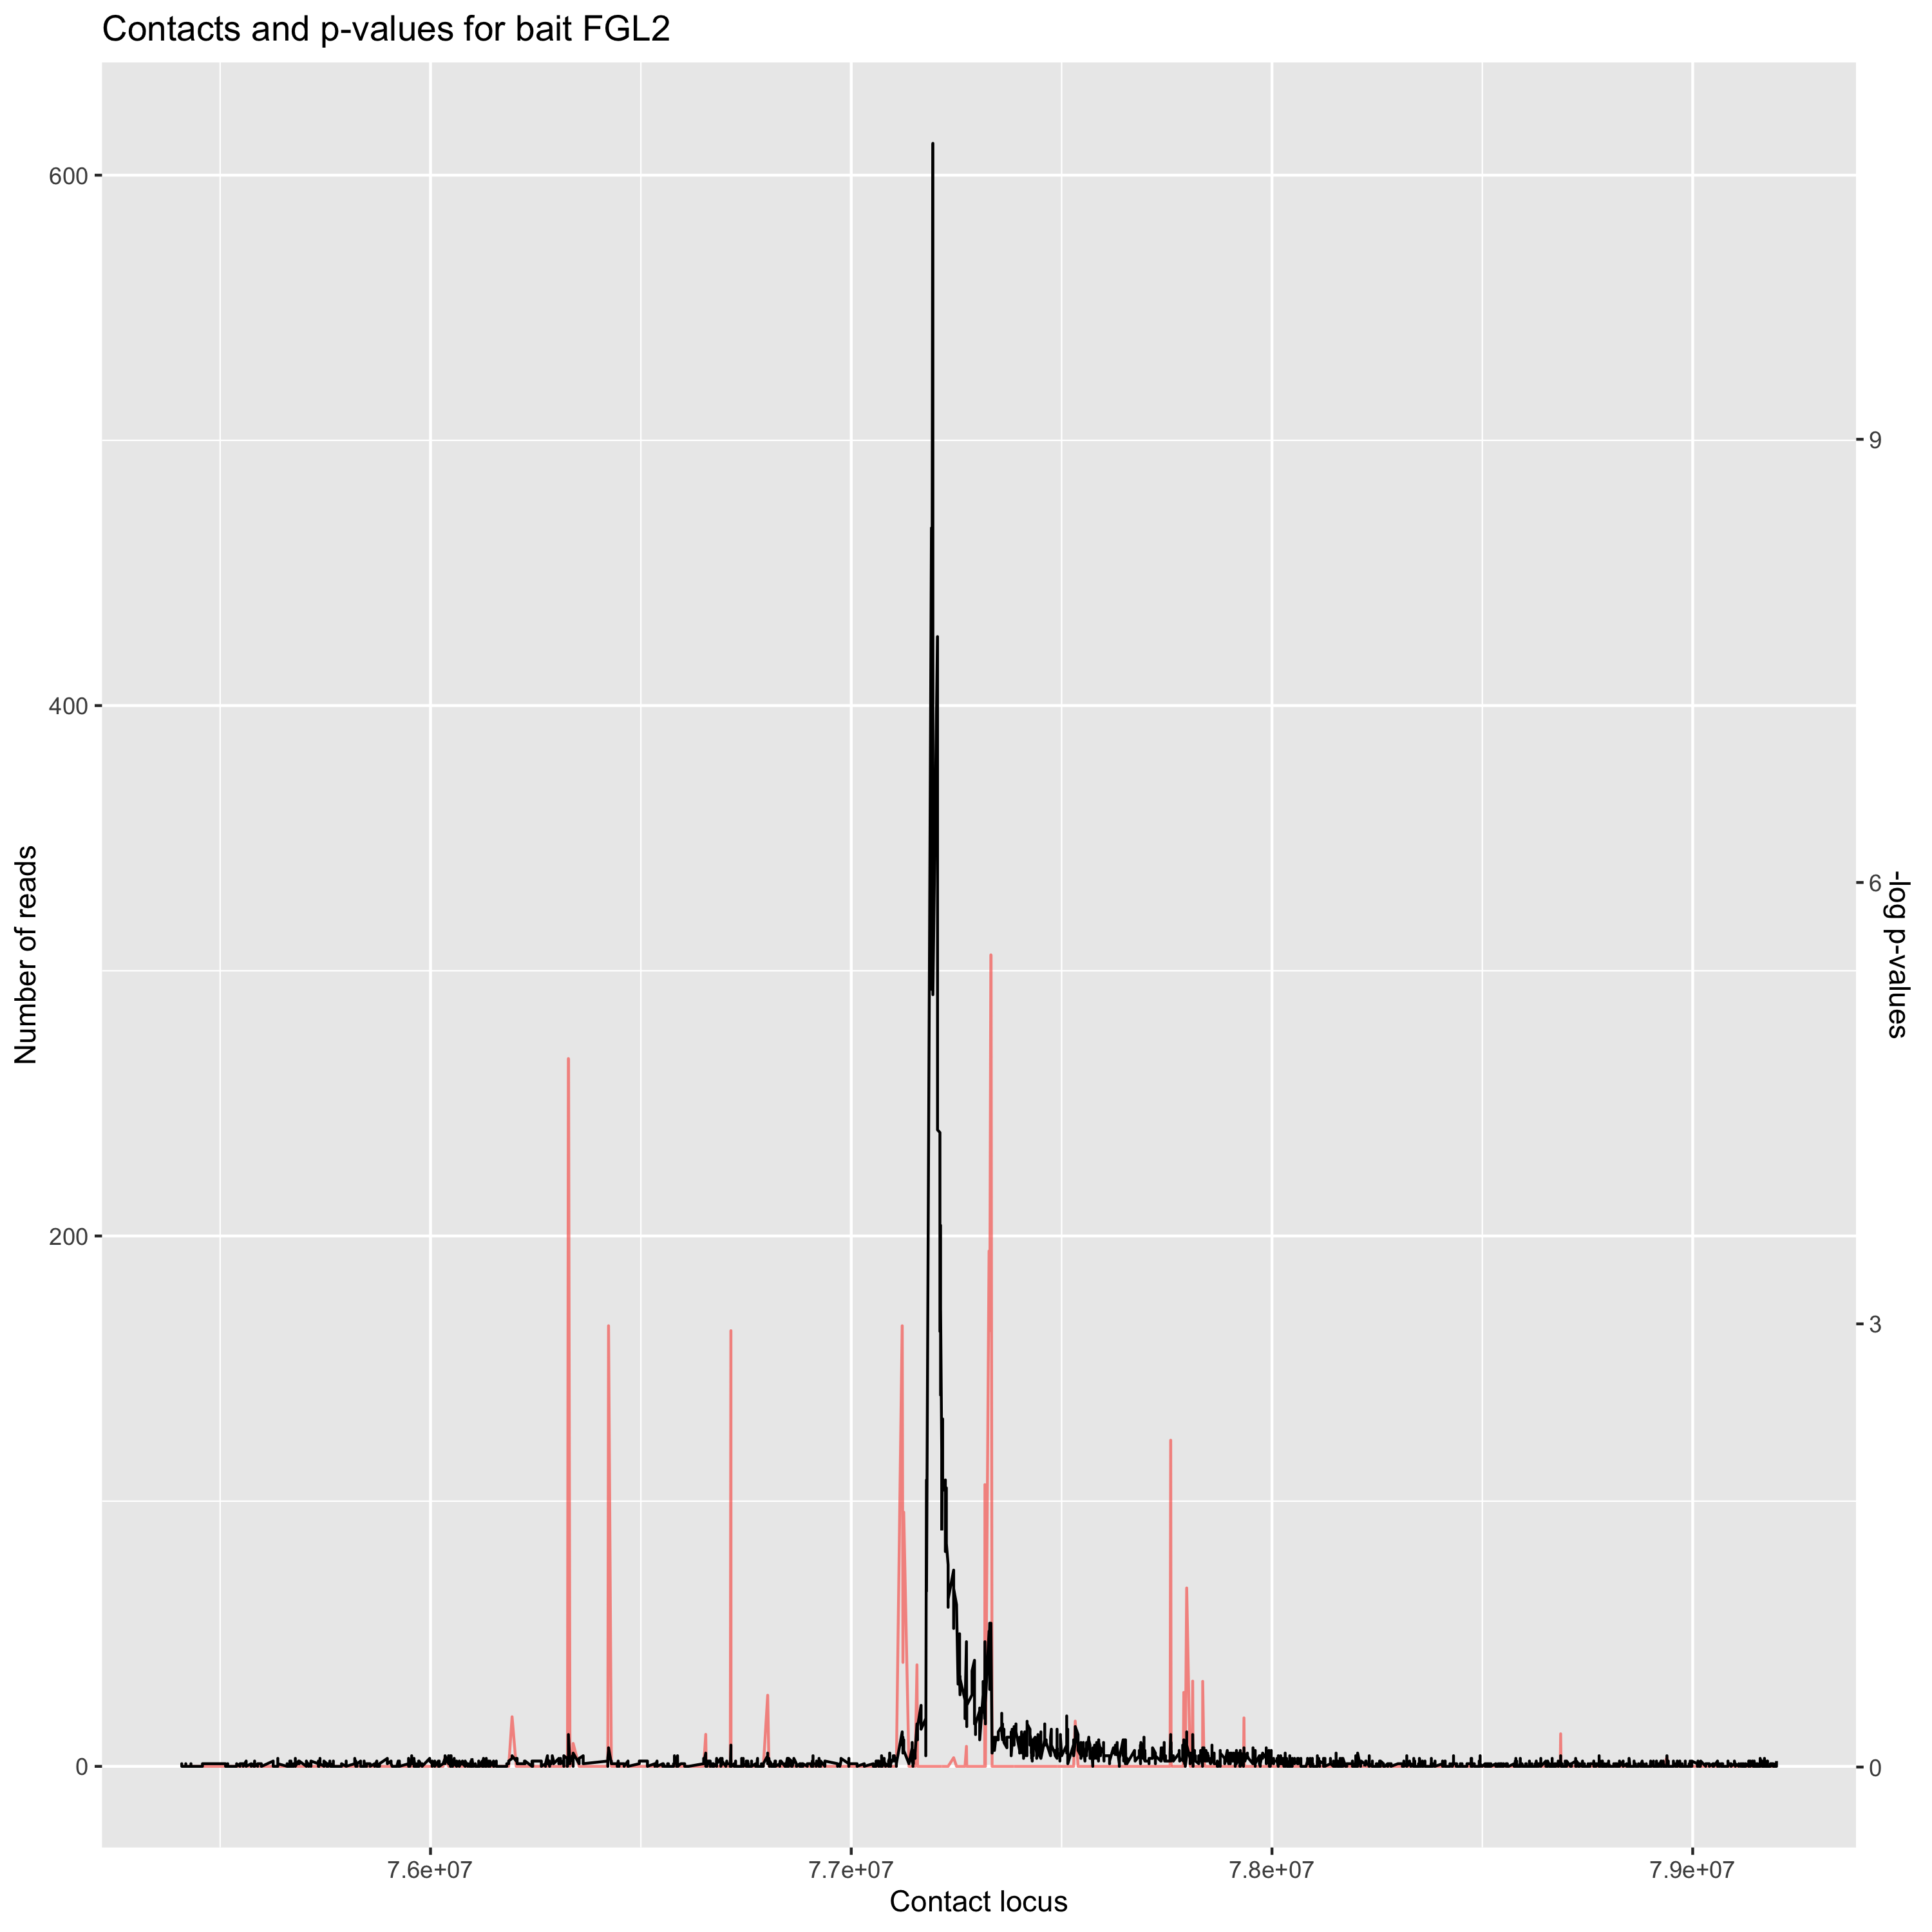 Contacts and p-values for bait FGL2
600
400
200
0
Number of reads
9
6
3
0
-log p-values
7.6e+07
7.7e+07
7.8e+07
7.9e+07
Contact locus